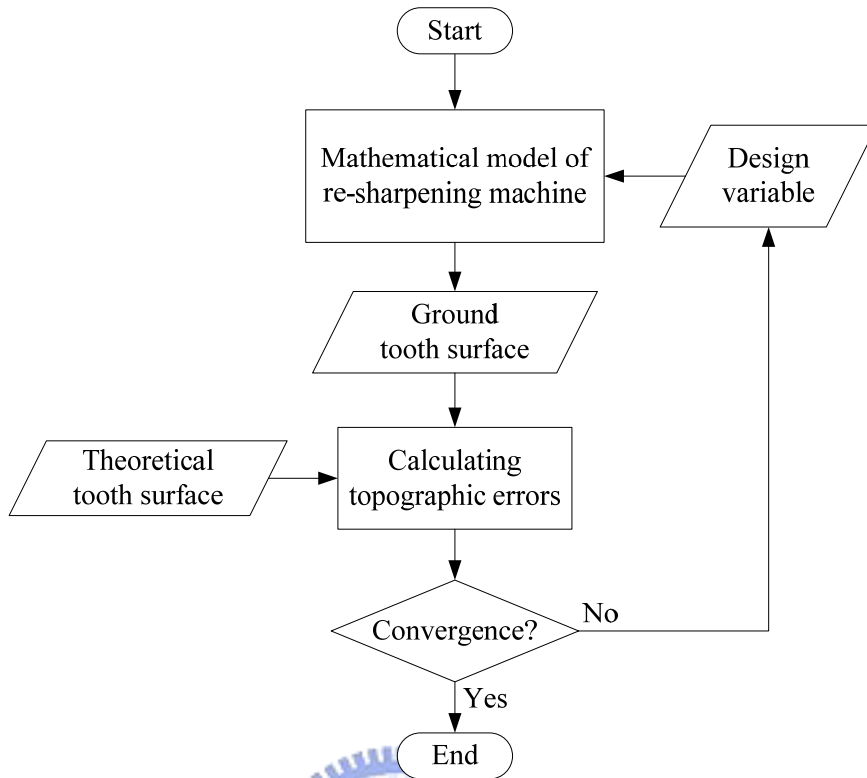 Start
Mathematical model of
re-sharpening machine
Design
variable
Ground
tooth surface
Theoretical
tooth surface
Calculating
topographic errors
Convergence?
No
Yes
End